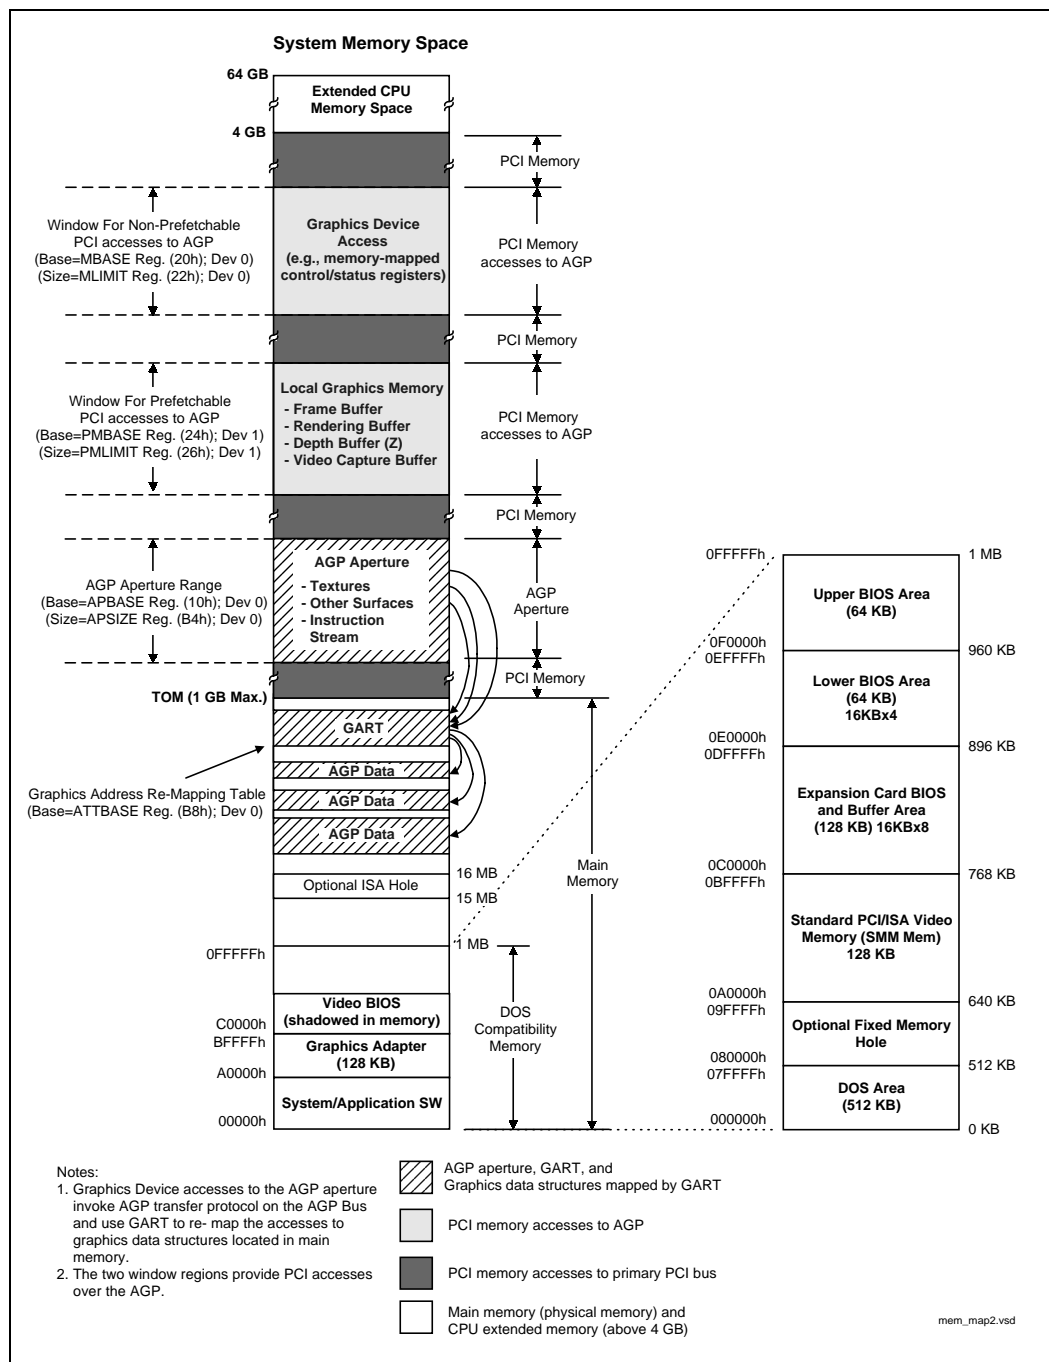 System Memory Space
64 GB
Extended CPU
Memory Space
4 GB
PCI Memory
Window For Non-Prefetchable
PCI accesses to AGP
(Base=MBASE Reg. (20h); Dev 0)
(Size=MLIMIT Reg. (22h); Dev 0)
Graphics Device
Access
(e.g., memory-mapped
control/status registers)
PCI Memory
accesses to AGP
PCI Memory
Window For Prefetchable
PCI accesses to AGP
(Base=PMBASE Reg. (24h); Dev 1)
(Size=PMLIMIT Reg. (26h); Dev 1)
Local Graphics Memory
- Frame Buffer
- Rendering Buffer
- Depth Buffer (Z)
- Video Capture Buffer
PCI Memory
accesses to AGP
PCI Memory
AGP Aperture Range
(Base=APBASE Reg. (10h); Dev 0)
(Size=APSIZE Reg. (B4h); Dev 0)
AGP Aperture
- Textures
- Other Surfaces
- Instruction
Stream
AGP
Aperture
PCI Memory
TOM (1 GB Max.)
GART
AGP Data
AGP Data
AGP Data
Graphics Address Re-Mapping Table
(Base=ATTBASE Reg. (B8h); Dev 0)
16 MB
Optional ISA Hole
15 MB
Main
Memory
1 MB
0FFFFFh
Video BIOS
(shadowed in memory)
C0000h
BFFFFh
Graphics Adapter
(128 KB)
A0000h
System/Application SW
00000h
DOS
Compatibility
Memory
0FFFFFh
1 MB
Upper BIOS Area
(64 KB)
0F0000h
0EFFFFh
960 KB
Lower BIOS Area
(64 KB)
16KBx4
0E0000h
0DFFFFh
896 KB
Expansion Card BIOS
and Buffer Area
(128 KB) 16KBx8
0C0000h
0BFFFFh
768 KB
Standard PCI/ISA Video
Memory (SMM Mem)
128 KB
0A0000h
09FFFFh
640 KB
Optional Fixed Memory
Hole
080000h
07FFFFh
512 KB
DOS Area
(512 KB)
000000h
0 KB
Notes:
1. Graphics Device accesses to the AGP aperture
invoke AGP transfer protocol on the AGP Bus
and use GART to re- map the accesses to
graphics data structures located in main
memory.
2. The two window regions provide PCI accesses
over the AGP.
AGP aperture, GART, and
Graphics data structures mapped by GART
PCI memory accesses to AGP
PCI memory accesses to primary PCI bus
Main memory (physical memory) and
CPU extended memory (above 4 GB)
mem_map2.vsd